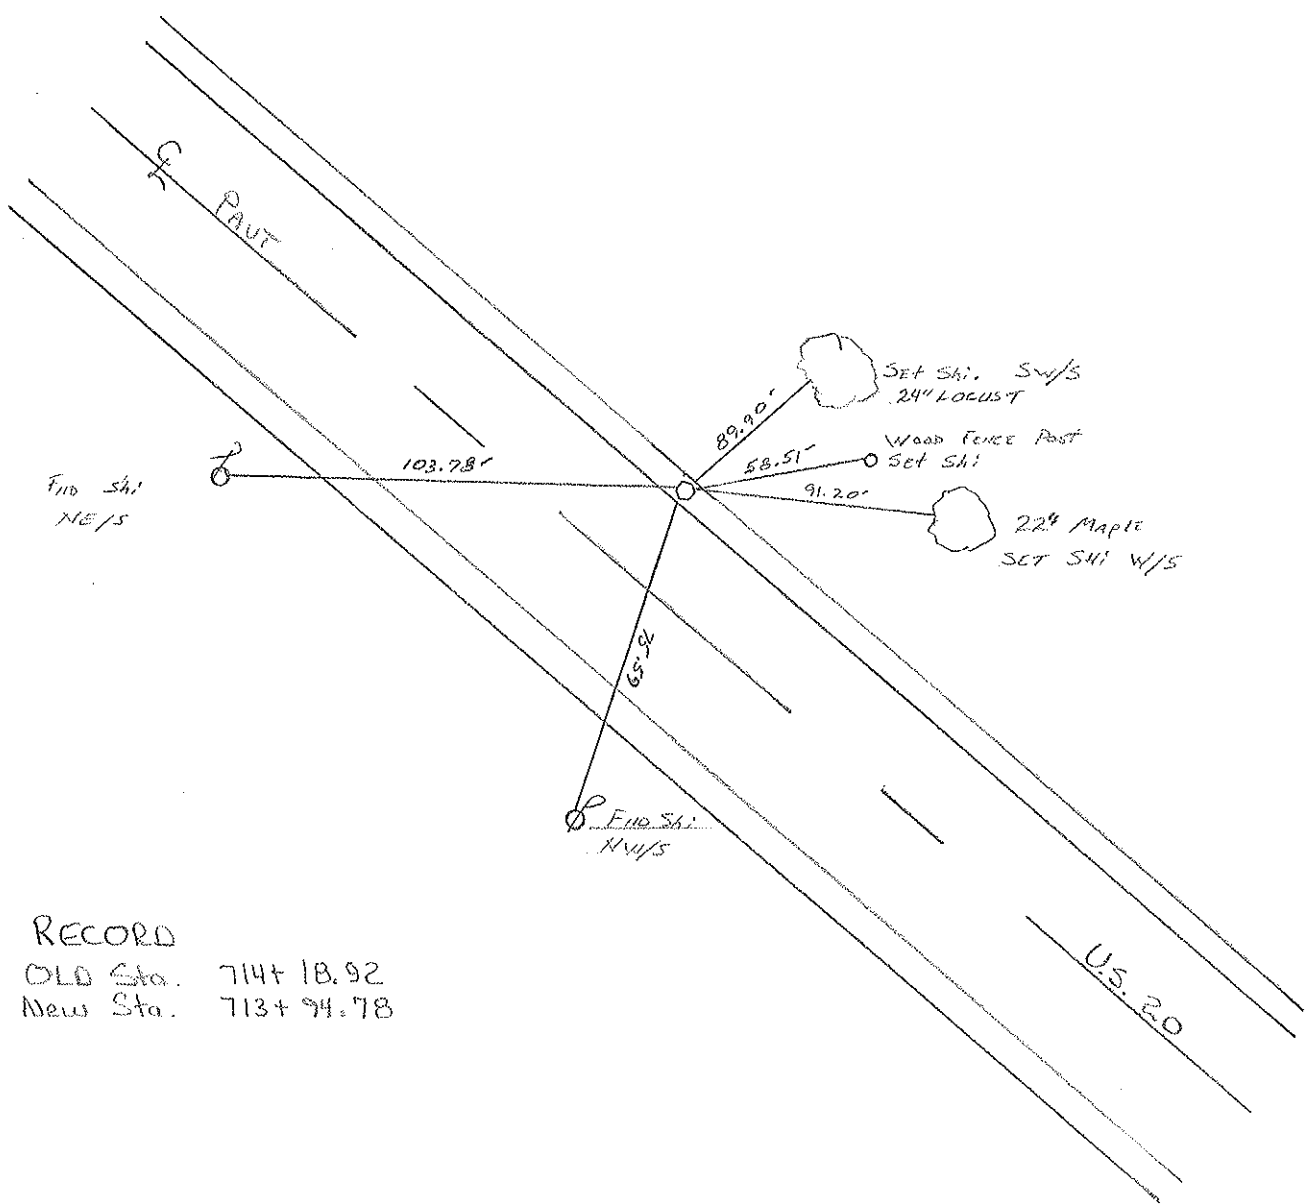 ℄ PAVT
Set Shi. SW/S
24" LOCUST
89.90'
WOOD FENCE POST
Set Shi
58.51'
103.78'
91.20'
FND Shi
NE/S
22" MAPLE
SET SHI W/S
FND Shi
NW/S
RECORD
OLD Sta. 714+18.92
New Sta. 713+94.78
U.S. 20